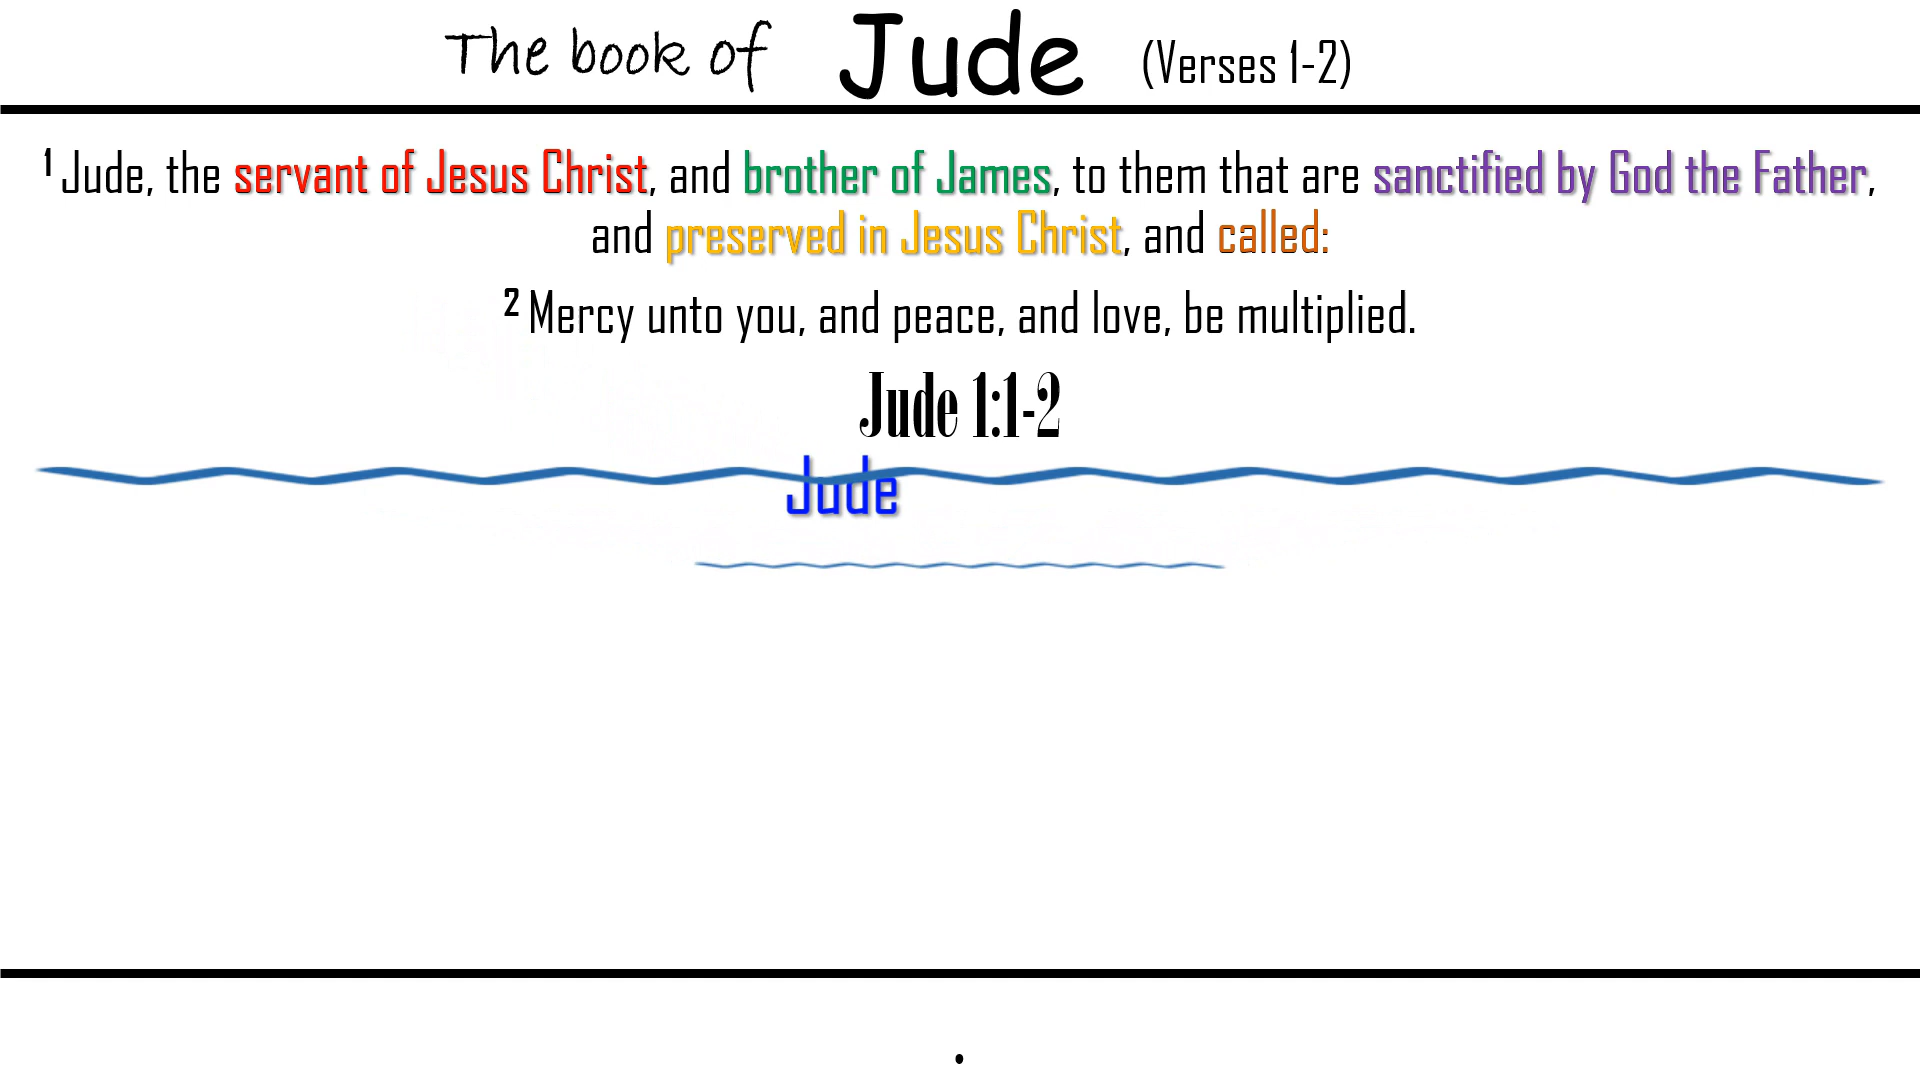 The book of Jude (Verses 1-2)
1 Jude, the servant of Jesus Christ, and brother of James, to them that are sanctified by God the Father,
and preserved in Jesus Christ, and called:
2 Mercy unto you, and peace, and love, be multiplied.
Jude 1:1-2
Jude
.